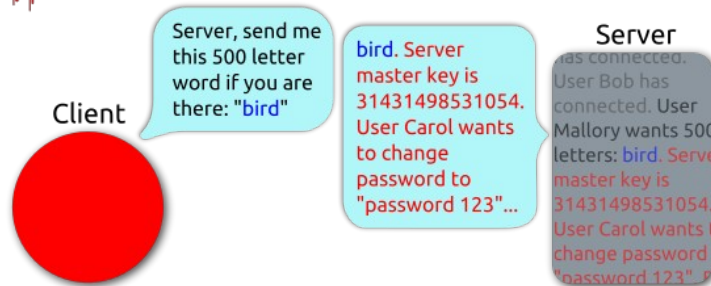 Server, send me
this 500 letter
word if you are
there: "bird"
Client
bird. Server
master key is
31431498531054.
User Carol wants
to change
password to
"password 123"...
Server
has connected.
User Bob has
connected. User
Mallory wants 500
letters: bird. Serve
master key is
31431498531054.
User Carol wants
change password
"password 123".